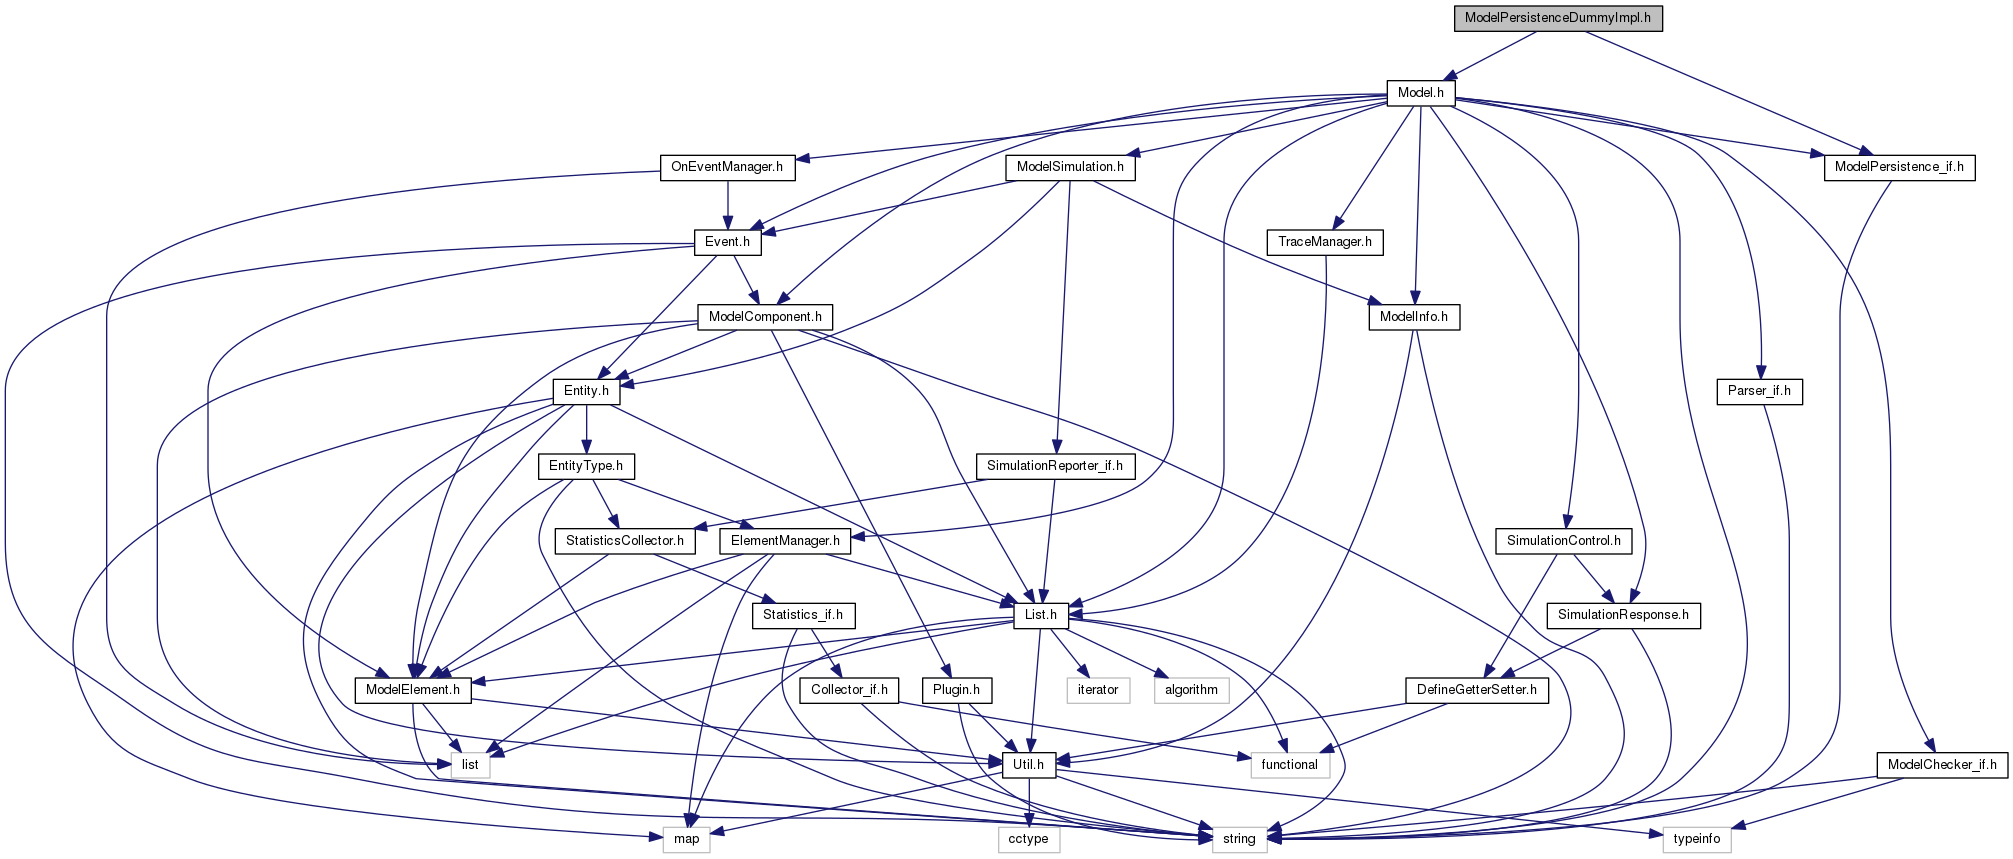 ModelPersistenceDummyImpl.h
Model.h
OnEventManager.h
ModelSimulation.h
ModelPersistence_if.h
Event.h
TraceManager.h
ModelComponent.h
ModelInfo.h
Entity.h
Parser_if.h
EntityType.h
SimulationReporter_if.h
StatisticsCollector.h
ElementManager.h
SimulationControl.h
Statistics_if.h
List.h
SimulationResponse.h
ModelElement.h
Collector_if.h
Plugin.h
iterator
algorithm
DefineGetterSetter.h
list
Util.h
functional
ModelChecker_if.h
map
cctype
string
typeinfo